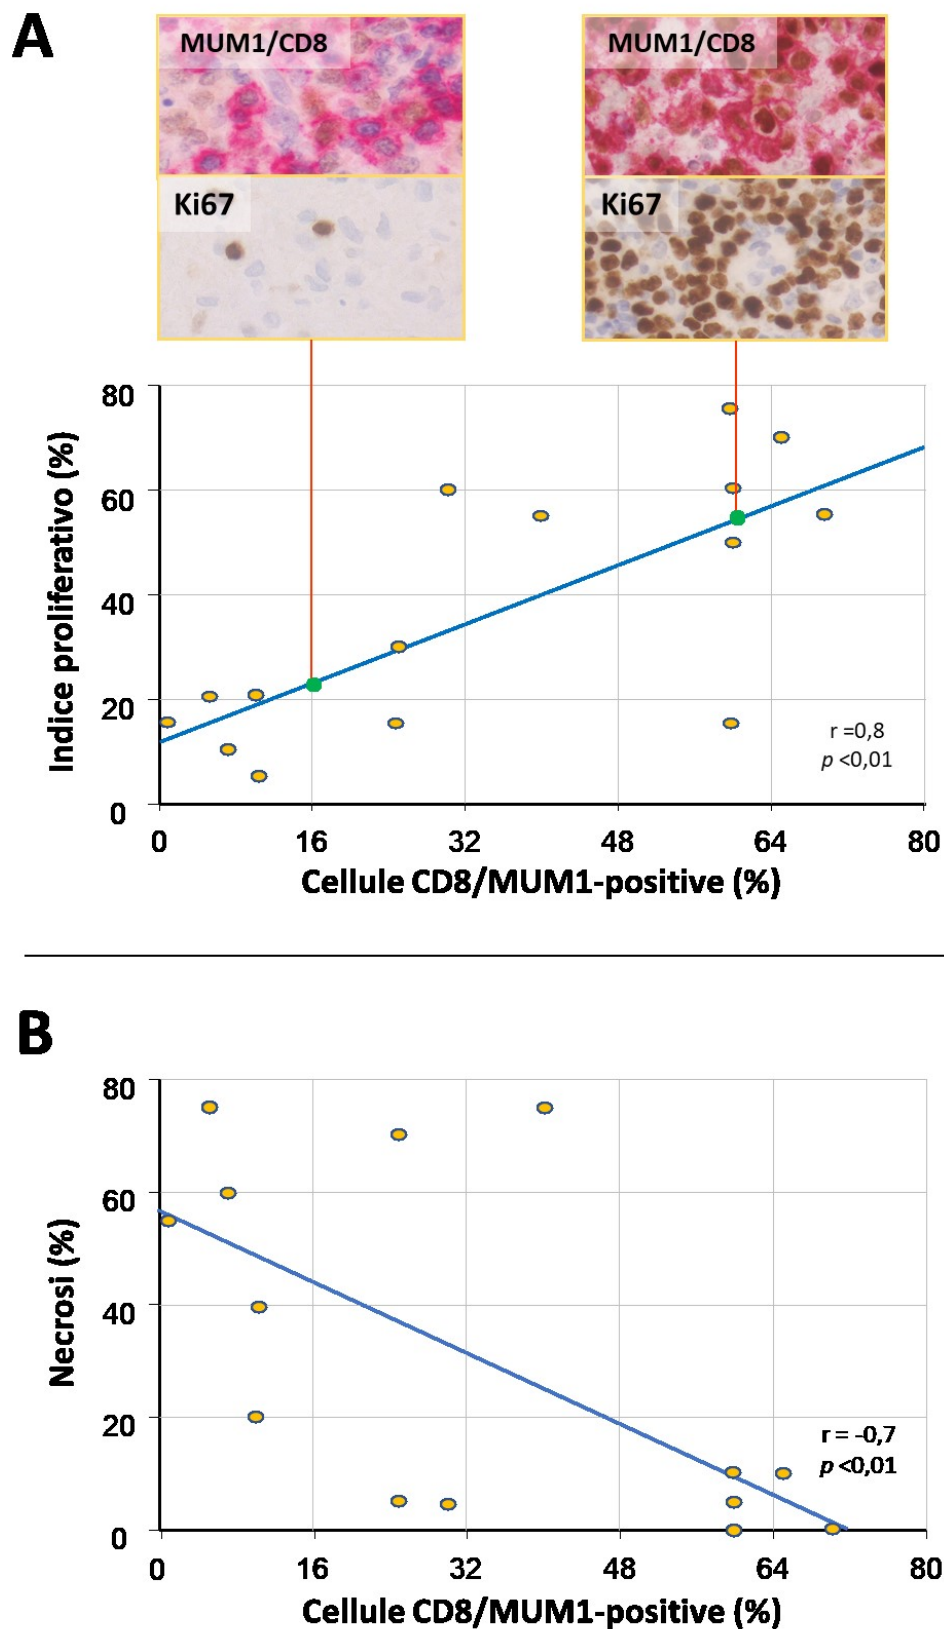 A
MUM1/CD8
MUM1/CD8
Ki67
Ki67
Indice proliferativo (%)
80
60
40
20
0
r =0,8
p <0,01
0 16 32 48 64 80
Cellule CD8/MUM1-positive (%)
B
Necrosi (%)
80
60
40
20
0
r = -0,7
p <0,01
0 16 32 48 64 80
Cellule CD8/MUM1-positive (%)